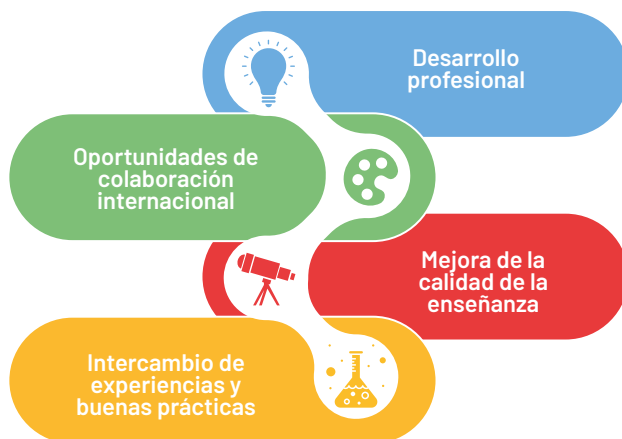 Desarrollo
profesional
Oportunidades de
colaboración
internacional
Mejora de la
calidad de la
enseñanza
Intercambio de
experiencias y
buenas prácticas